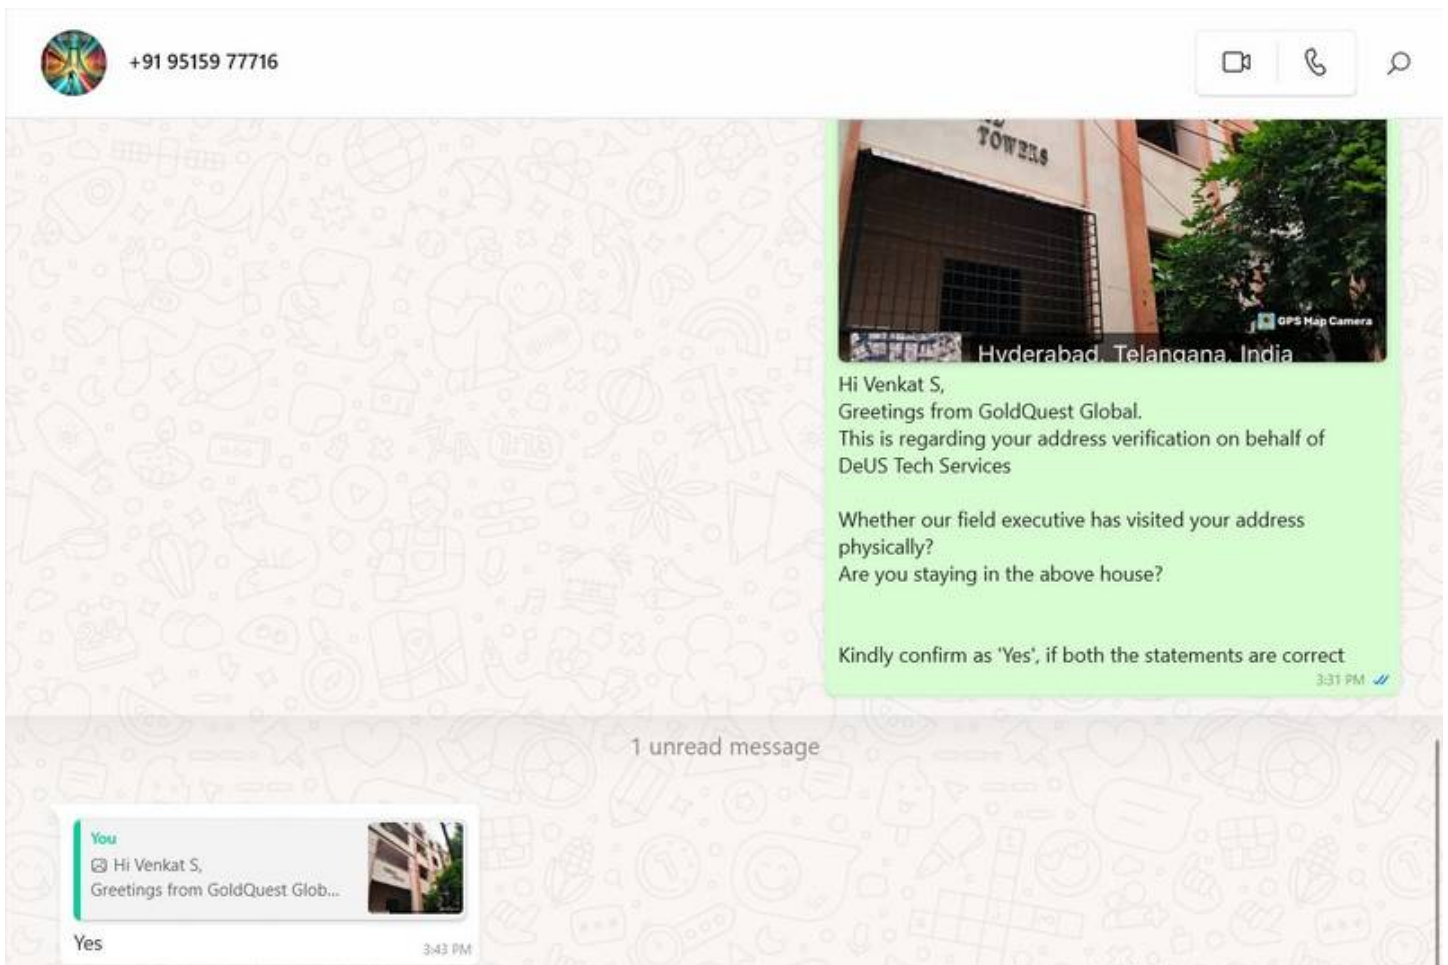 +91 95159 77716
TOWERS
GPS Map Camera
Hyderabad, Telangana, India
Hi Venkat S,
Greetings from GoldQuest Global.
This is regarding your address verification on behalf of
DeUS Tech Services
Whether our field executive has visited your address
physically?
Are you staying in the above house?
Kindly confirm as 'Yes', if both the statements are correct
3:31 PM
1 unread message
You
Hi Venkat S,
Greetings from GoldQuest Glob...
Yes
3:43 PM